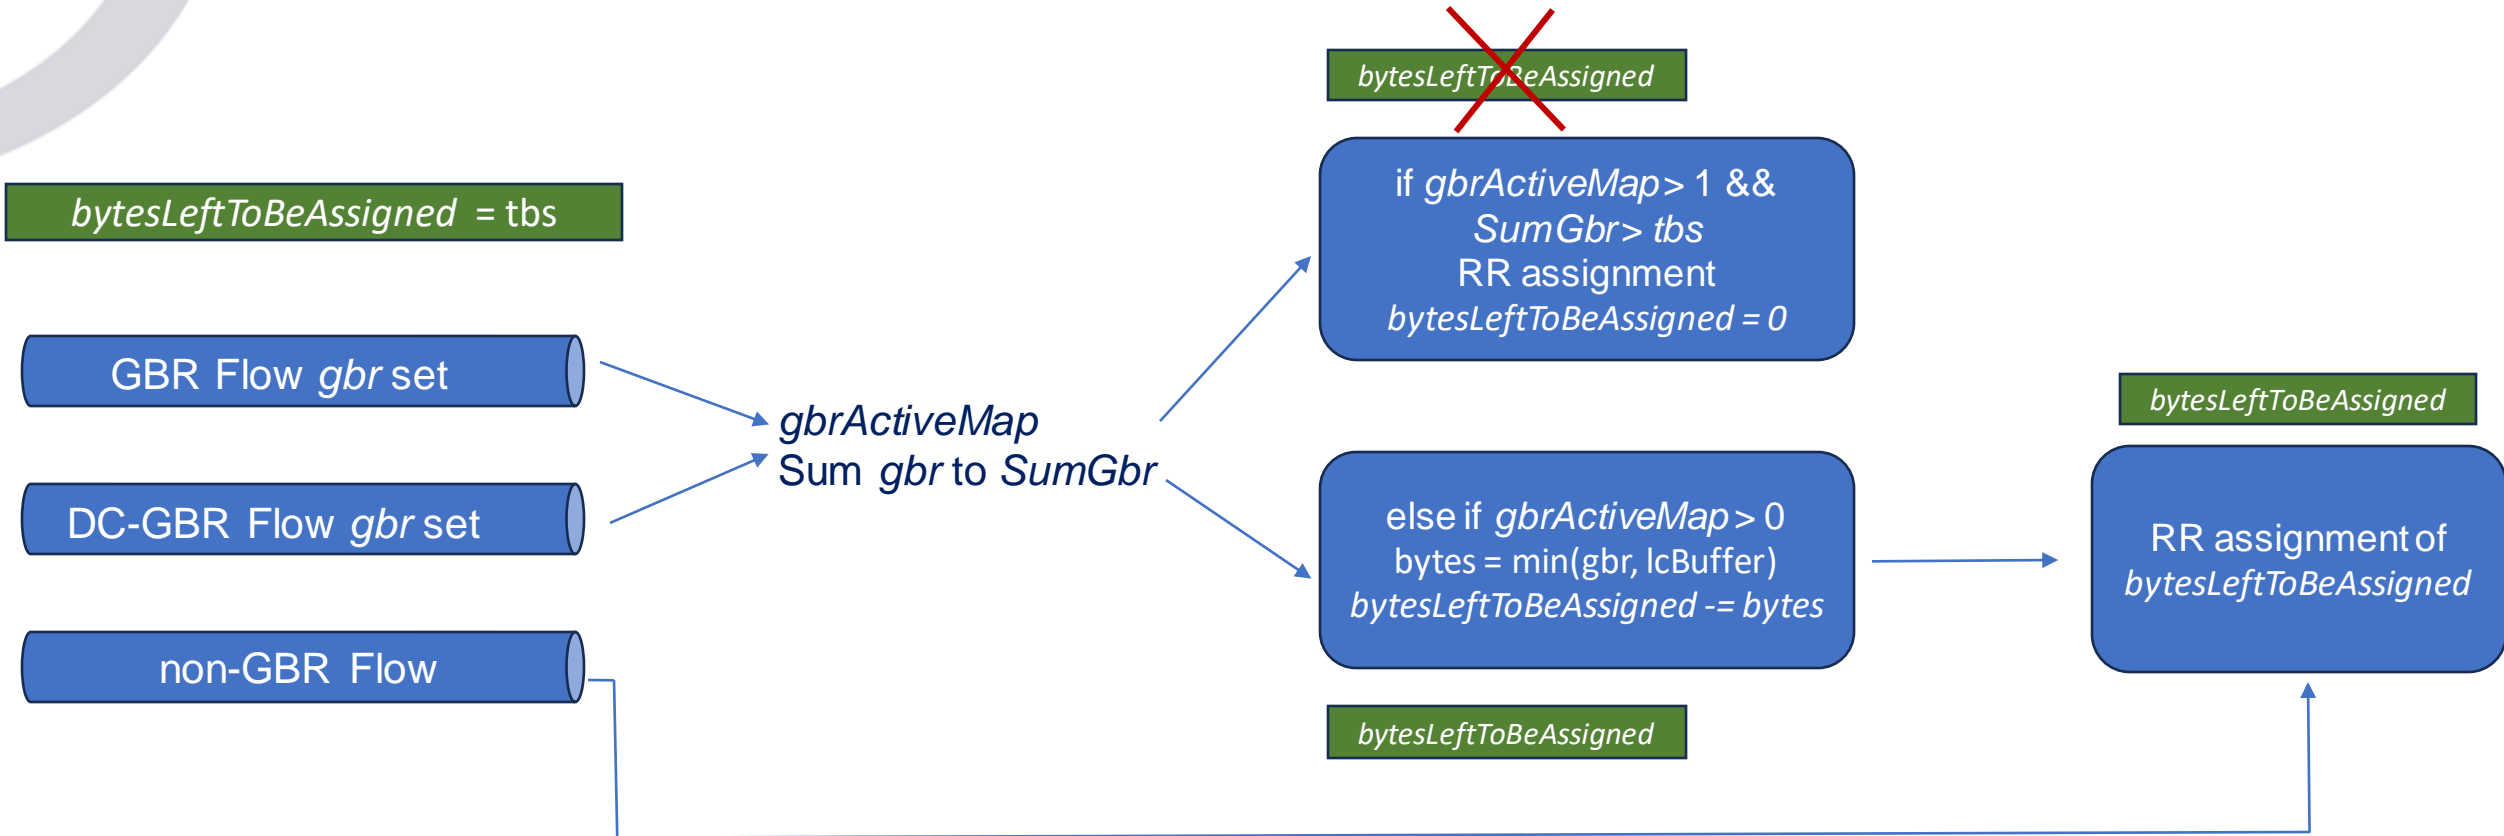 bytesLeftToBeAssigned = tbs
GBR Flow gbr set
DC-GBR Flow gbr set
non-GBR Flow
gbrActiveMap
Sum gbr to SumGbr
bytesLeftToBeAssigned
if gbrActiveMap > 1 &&
SumGbr > tbs
RR assignment
bytesLeftToBeAssigned = 0
else if gbrActiveMap > 0
bytes = min(gbr, lcBuffer)
bytesLeftToBeAssigned -= bytes
bytesLeftToBeAssigned
bytesLeftToBeAssigned
RR assignment of
bytesLeftToBeAssigned